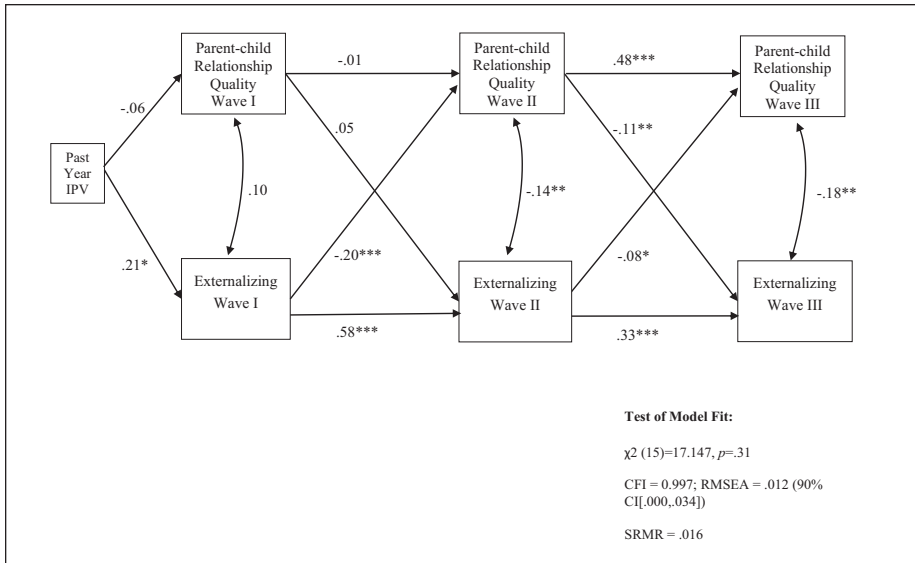 Parent-child
Relationship
Quality
Wave I
-.01
Parent-child
Relationship
Quality
Wave II
.48***
Parent-child
Relationship
Quality
Wave III
-.06
.05
-.11**
Past
Year
IPV
.10
-.14**
-.18**
.21*
-.20***
-.08*
Externalizing
Wave I
Externalizing
Wave II
Externalizing
Wave III
.58***
.33***
Test of Model Fit:
χ2 (15)=17.147, p=.31
CFI = 0.997; RMSEA = .012 (90%
CI[.000,.034])
SRMR = .016